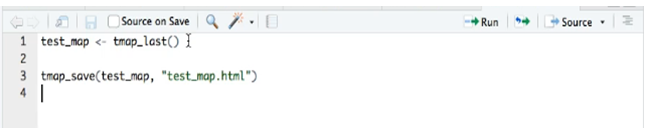 Source on Save Run Source
1 test_map <- tmap_last()
2
3 tmap_save(test_map, "test_map.html")
4